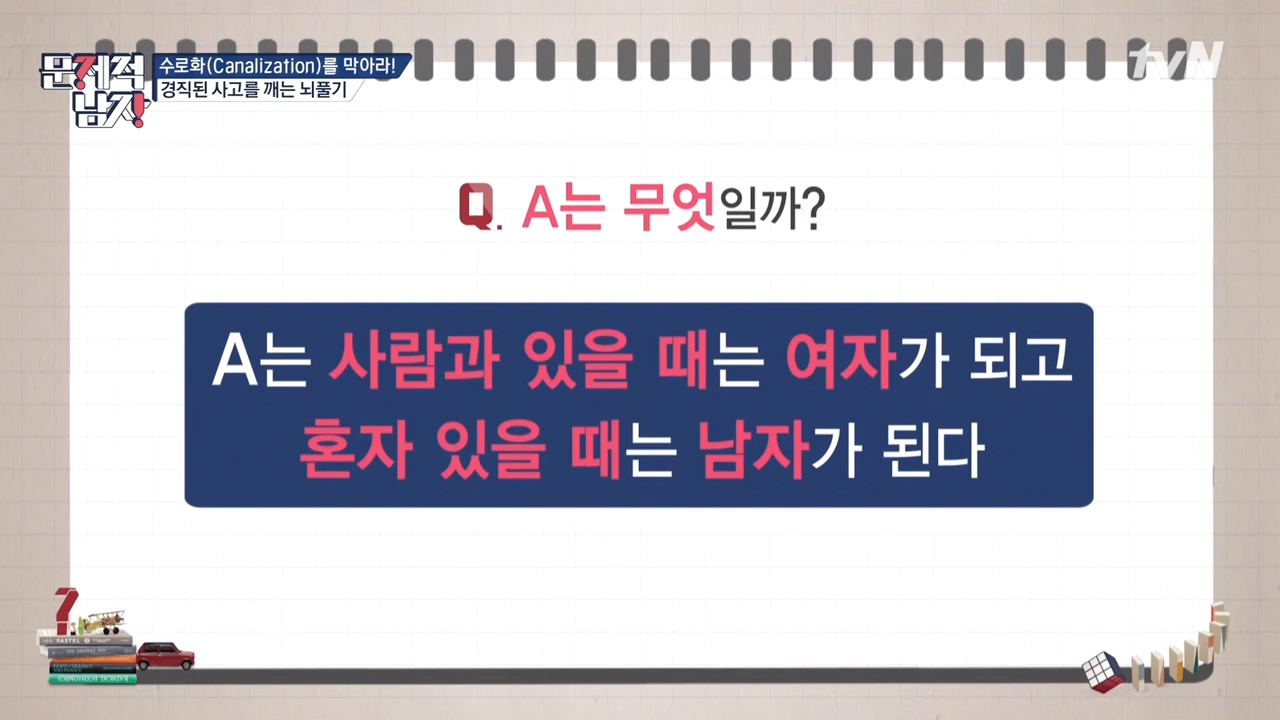 문제적
남자!
수로화(Canalization)를 막아라!
경직된 사고를 깨는 뇌풀기
tvN
Q. A는 무엇일까?
A는 사람과 있을 때는 여자가 되고
혼자 있을 때는 남자가 된다
?
PASTEL
RADICAL ECONOMICS